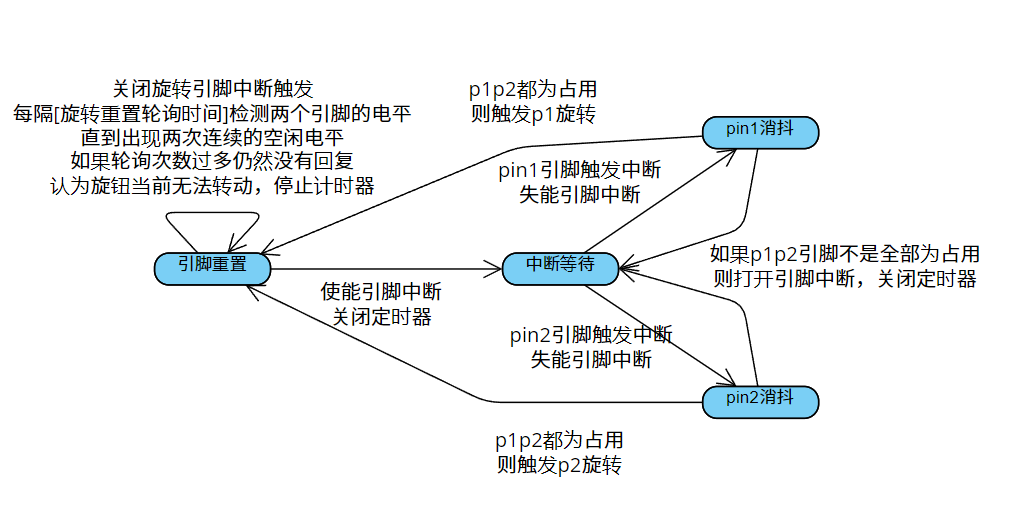 关闭旋转引脚中断触发
每隔[旋转重置轮询时间]检测两个引脚的电平
直到出现两次连续的空闲电平
如果轮询次数过多仍然没有回复
认为旋钮当前无法转动，停止计时器
p1p2都为占用
则触发p1旋转
pin1消抖
pin1引脚触发中断
失能引脚中断
引脚重置
中断等待
如果p1p2引脚不是全部为占用
则打开引脚中断，关闭定时器
使能引脚中断
关闭定时器
pin2引脚触发中断
失能引脚中断
pin2消抖
p1p2都为占用
则触发p2旋转